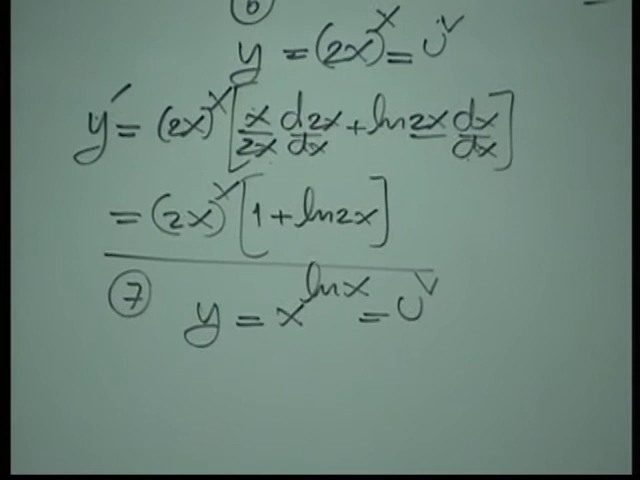 6
y = (2x)^x = U^V
y' = (2x)^x [x/2x d2x/dx + ln2x dx/dx]
= (2x)^x [1 + ln2x]
7 y = x^lnx = U^V